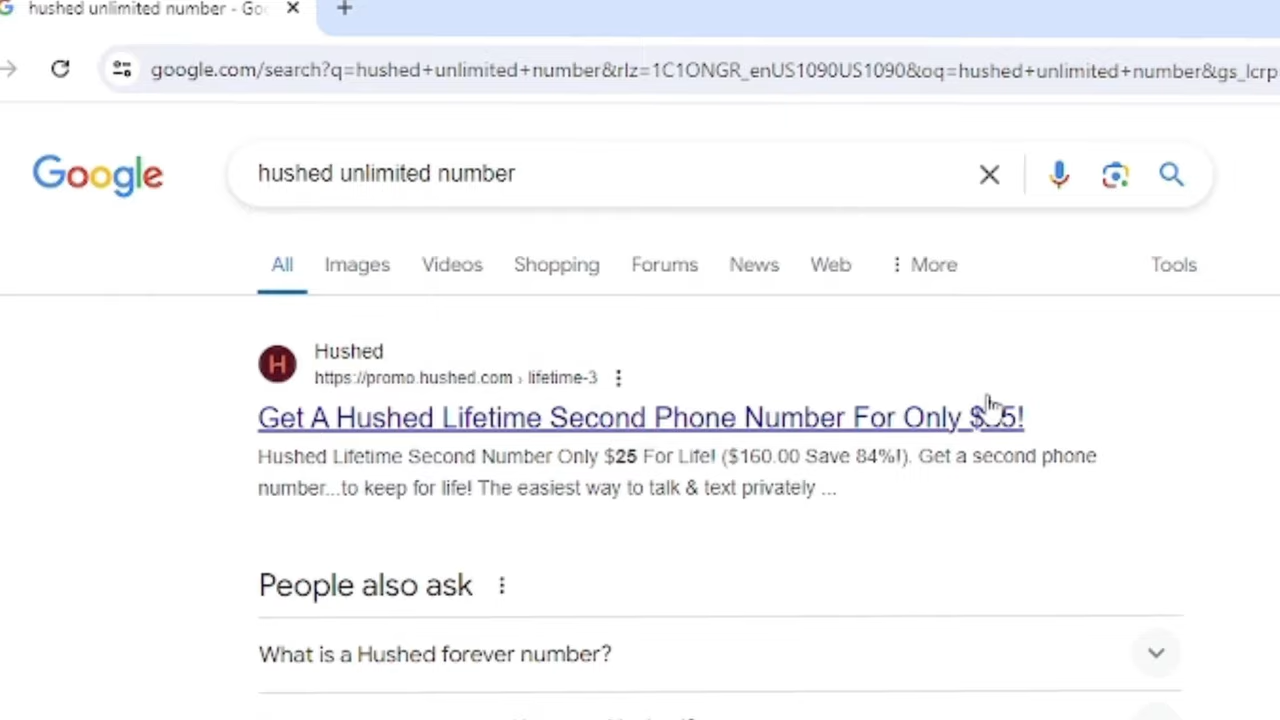 hushed unlimited number - Goo
google.com/search?q=hushed+unlimited+number&rlz=1C1ONGR_enUS1090US1090&oq=hushed+unlimited+number&gs_lcrp
Google
hushed unlimited number
All Images Videos Shopping Forums News Web More Tools
H
Hushed
https://promo.hushed.com › lifetime-3
Get A Hushed Lifetime Second Phone Number For Only
Hushed Lifetime Second Number Only $25 For Life! ($160.00 Save 84%!). Get a second phone
number...to keep for life! The easiest way to talk & text privately ...
People also ask
What is a Hushed forever number?